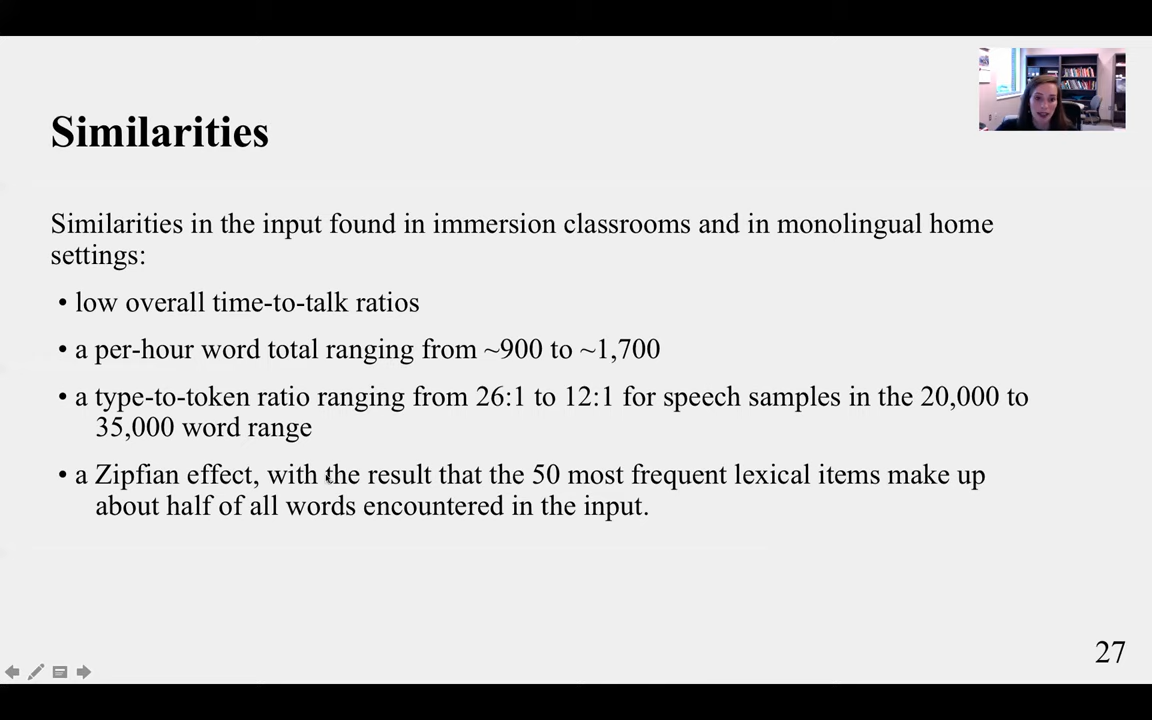 Similarities
Similarities in the input found in immersion classrooms and in monolingual home
settings:
• low overall time-to-talk ratios
• a per-hour word total ranging from ~900 to ~1,700
• a type-to-token ratio ranging from 26:1 to 12:1 for speech samples in the 20,000 to
35,000 word range
• a Zipfian effect, with the result that the 50 most frequent lexical items make up
about half of all words encountered in the input.
27